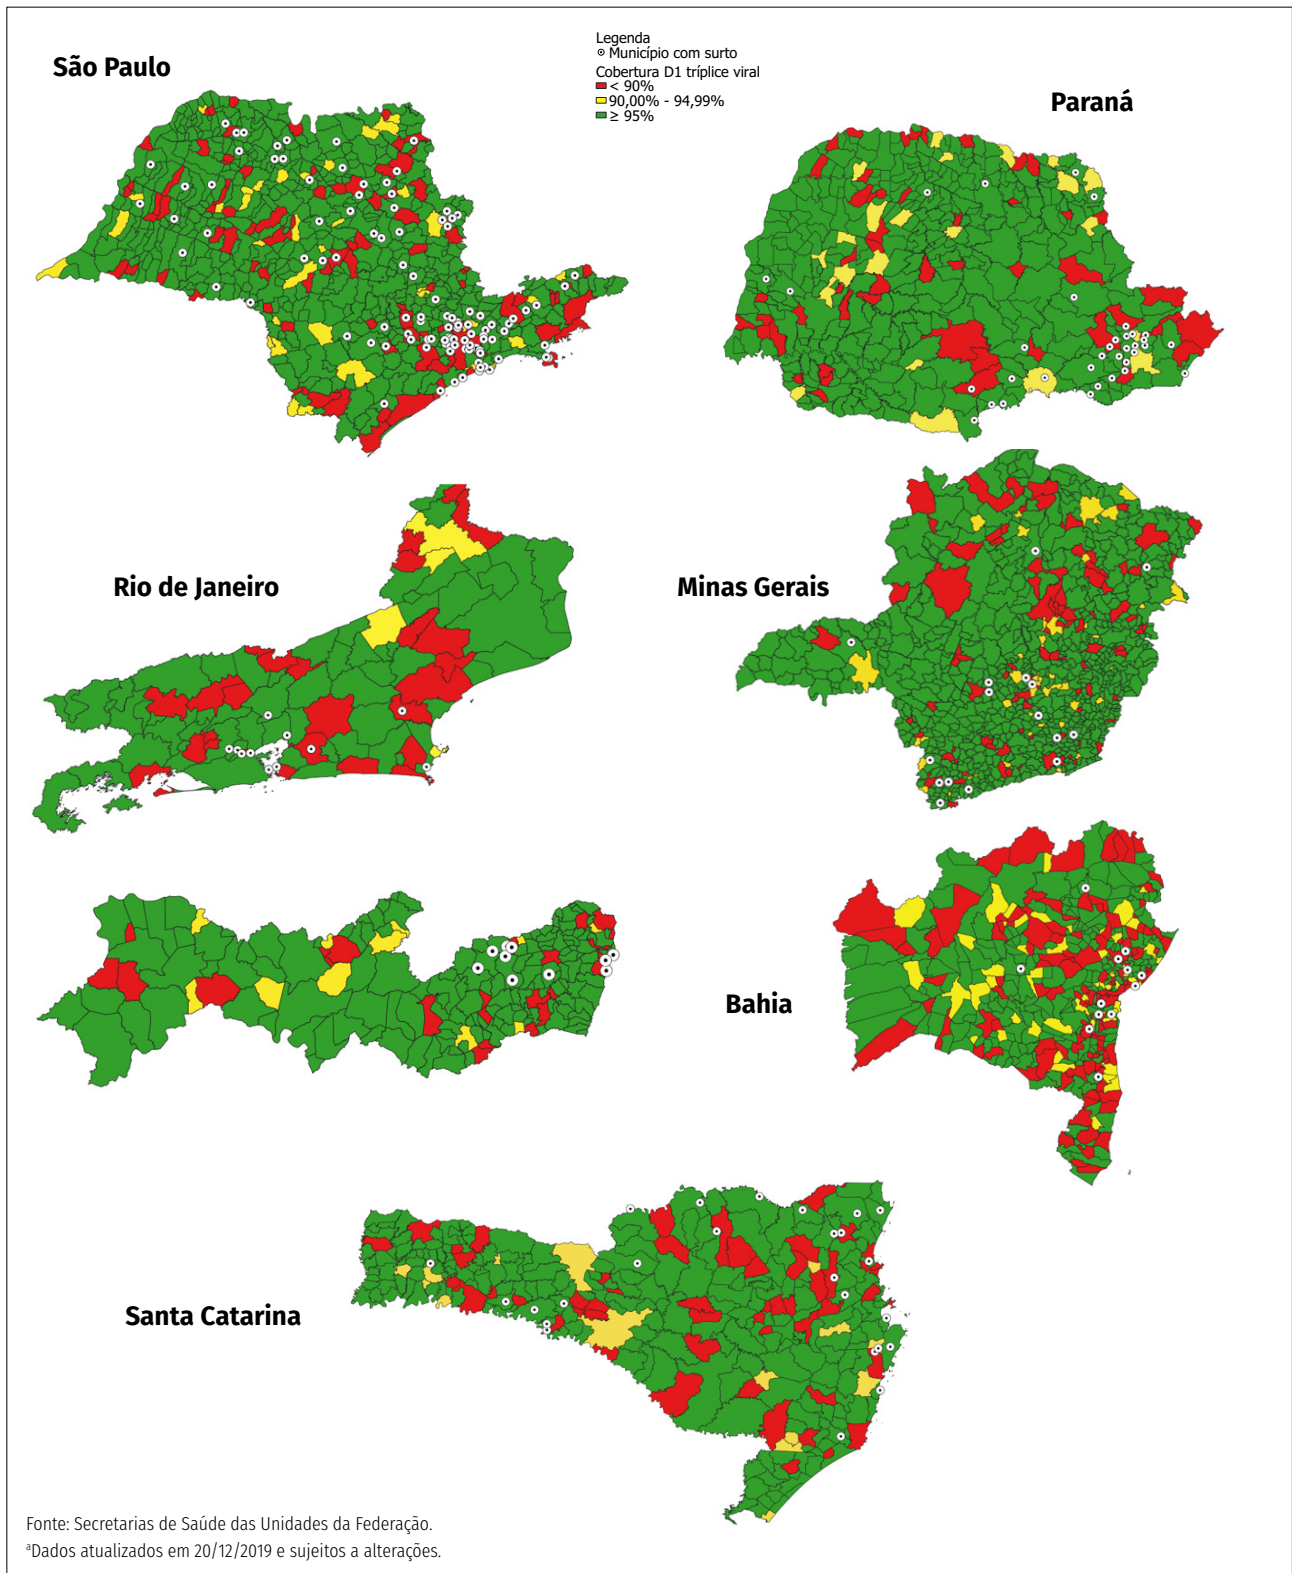 São Paulo
Legenda
Município com surto
Cobertura D1 tríplice viral
< 90%
90,00% - 94,99%
≥ 95%
Paraná
Rio de Janeiro
Minas Gerais
Bahia
Santa Catarina
Fonte: Secretarias de Saúde das Unidades da Federação.
ᵃDados atualizados em 20/12/2019 e sujeitos a alterações.